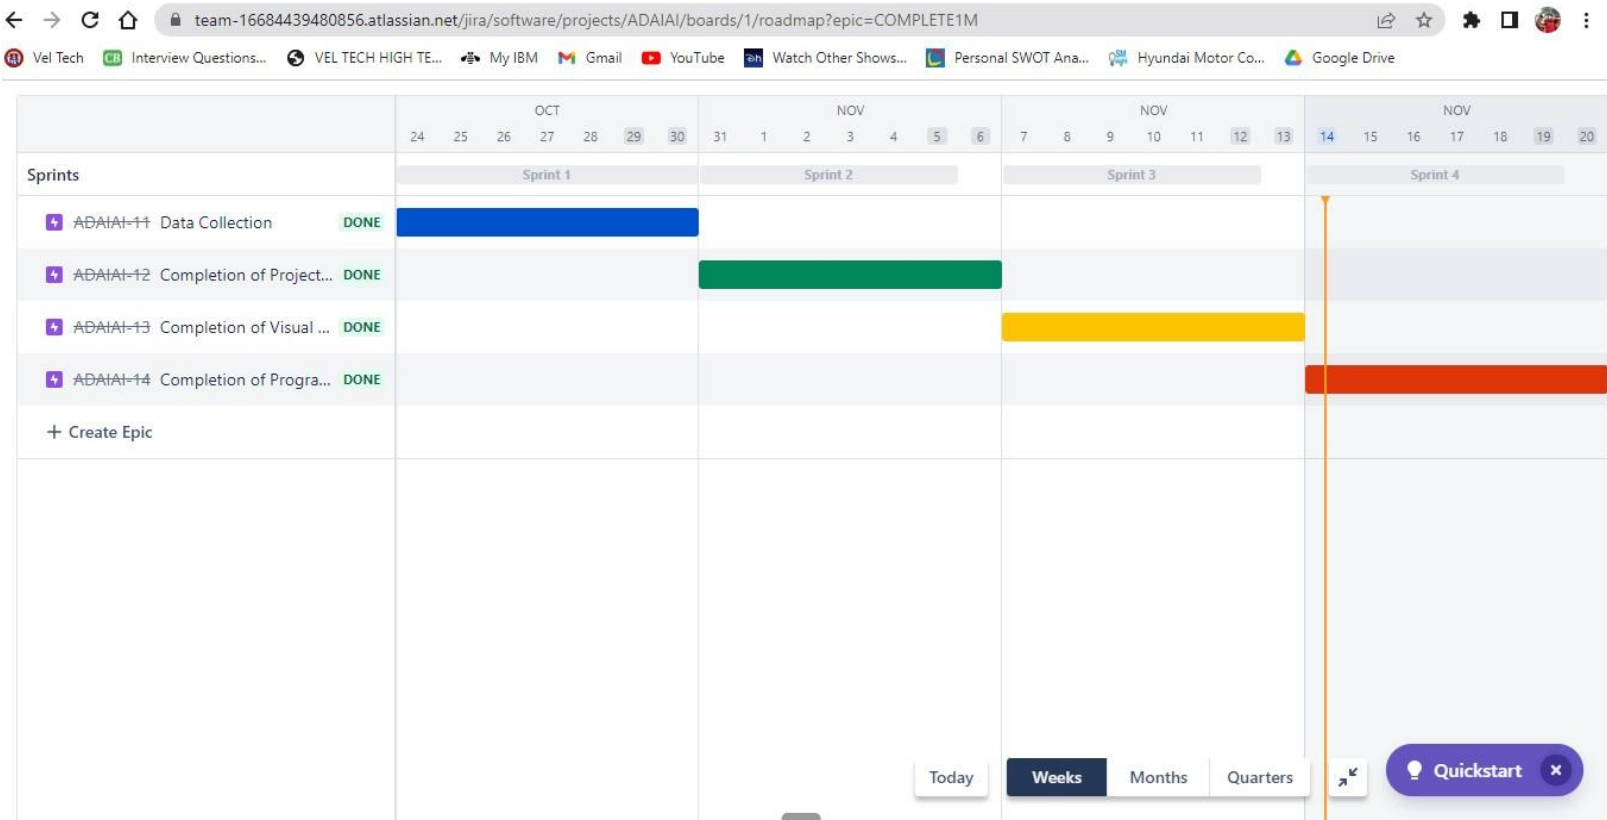 team-16684439480856.atlassian.net/jira/software/projects/ADAIAI/boards/1/roadmap?epic=COMPLETE1M
Vel Tech CB Interview Questions... VEL TECH HIGH TE... My IBM Gmail YouTube Watch Other Shows... Personal SWOT Ana... Hyundai Motor Co... Google Drive
OCT NOV NOV NOV
24 25 26 27 28 29 30 31 1 2 3 4 5 6 7 8 9 10 11 12 13 14 15 16 17 18 19 20
Sprints Sprint 1 Sprint 2 Sprint 3 Sprint 4
ADAIAI-11 Data Collection DONE
ADAIAI-12 Completion of Project... DONE
ADAIAI-13 Completion of Visual ... DONE
ADAIAI-14 Completion of Progra... DONE
+ Create Epic
Today Weeks Months Quarters Quickstart